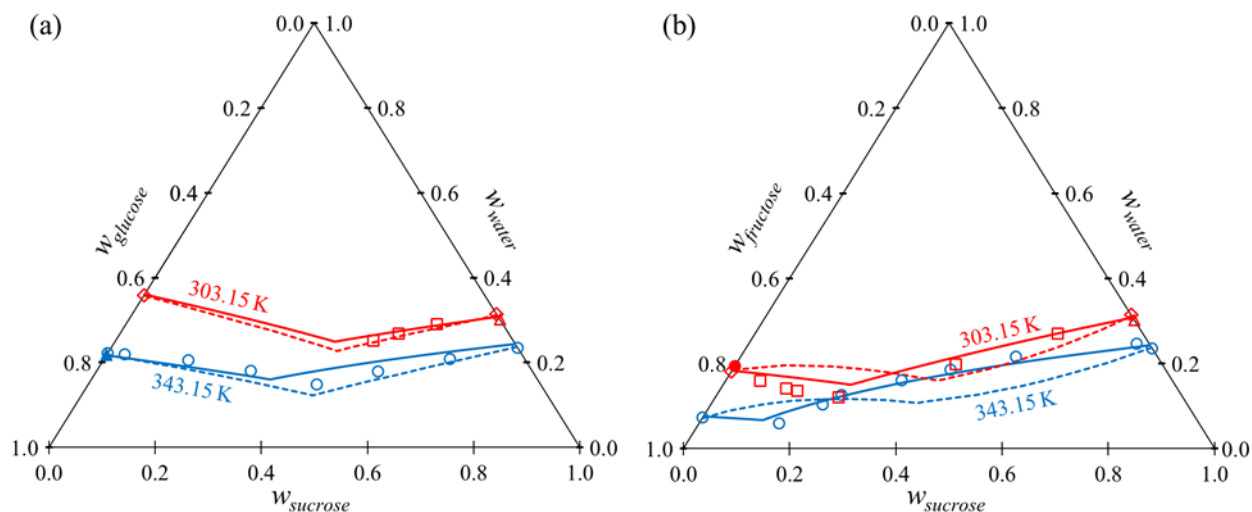 (a)
0.0 1.0
0.2 0.8
0.4 0.6
w_glucose
w_water
0.6 0.4
303.15 K
0.8 0.2
343.15 K
1.0 0.0
0.0 0.2 0.4 0.6 0.8 1.0
w_sucrose
(b)
0.0 1.0
0.2 0.8
0.4 0.6
w_fructose
w_water
0.6 0.4
303.15 K
0.8 0.2
343.15 K
1.0 0.0
0.0 0.2 0.4 0.6 0.8 1.0
w_sucrose